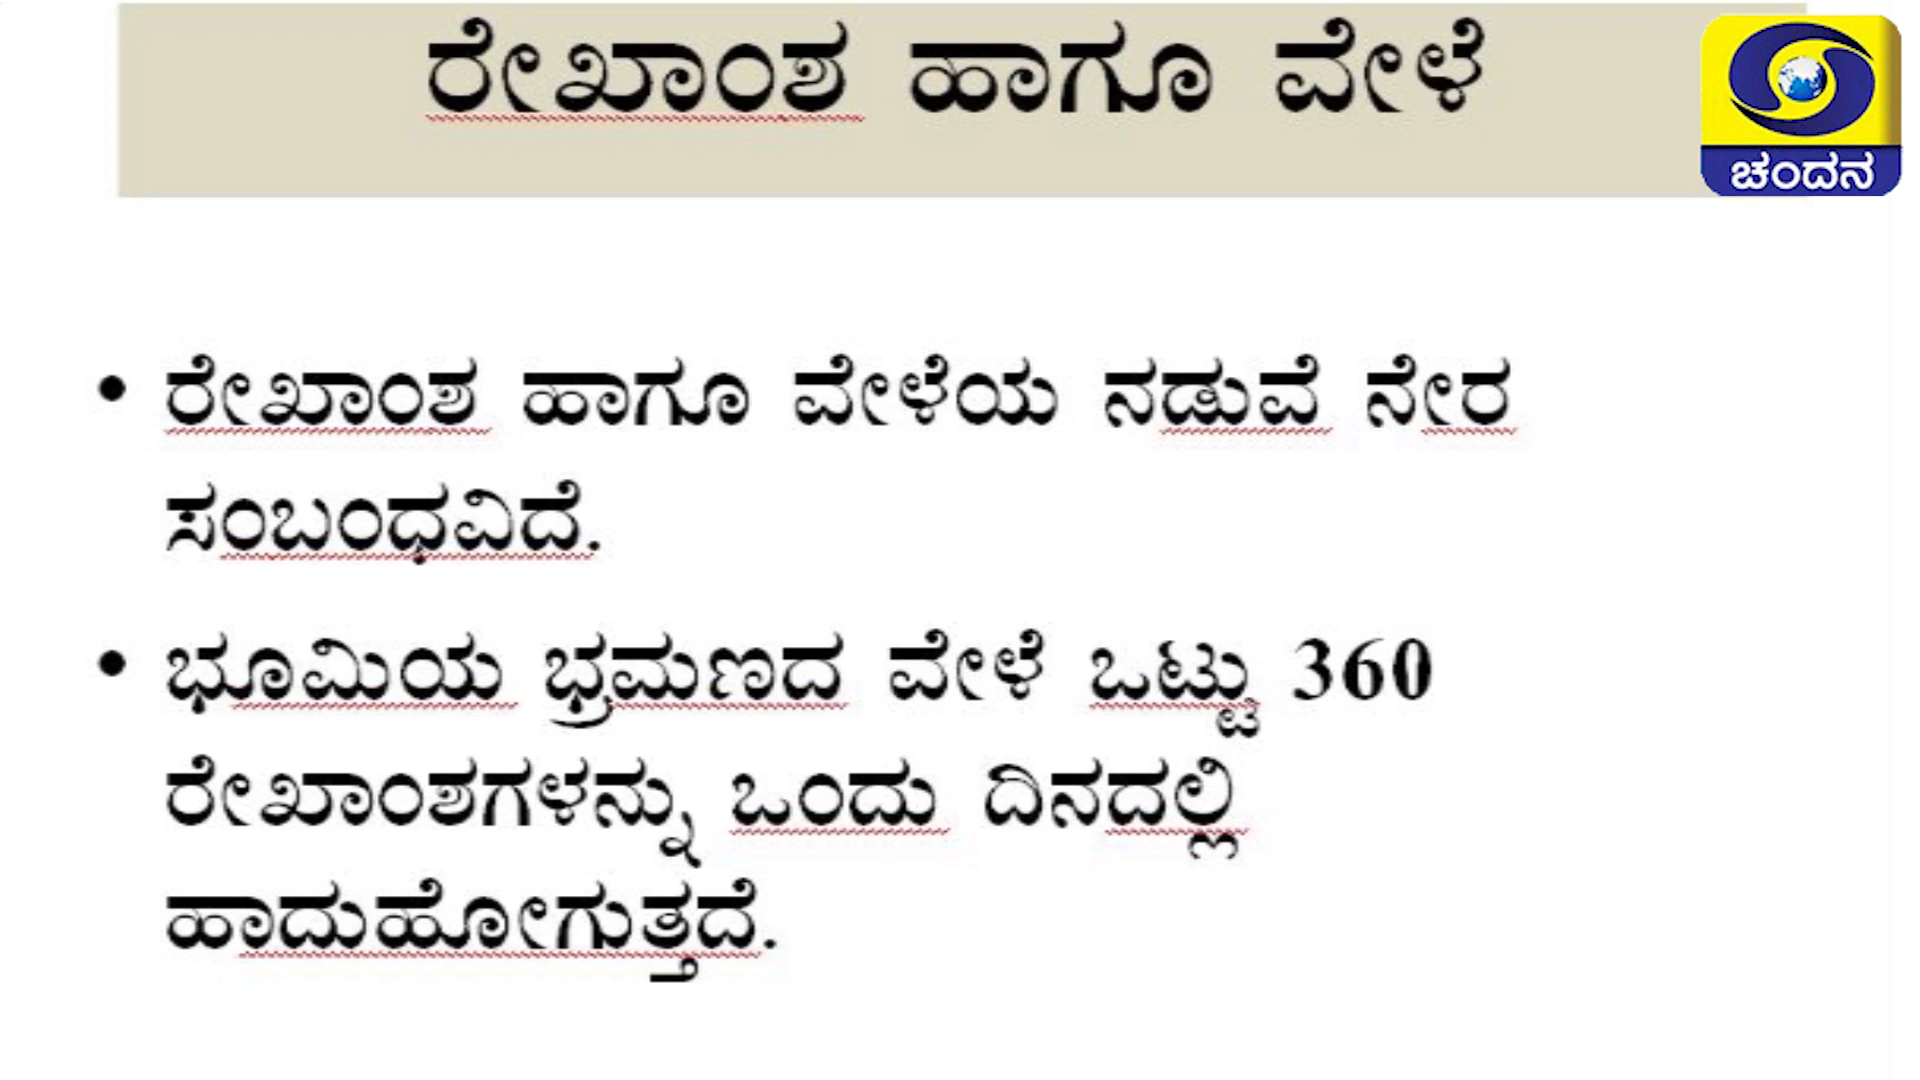 ರೇಖಾಂಶ ಹಾಗೂ ವೇಳೆ
ಚಂದನ
• ರೇಖಾಂಶ ಹಾಗೂ ವೇಳೆಯ ನಡುವೆ ನೇರ
ಸಂಬಂಧವಿದೆ.
• ಭೂಮಿಯ ಭ್ರಮಣದ ವೇಳೆ ಒಟ್ಟು 360
ರೇಖಾಂಶಗಳನ್ನು ಒಂದು ದಿನದಲ್ಲಿ
ಹಾದುಹೋಗುತ್ತದೆ.